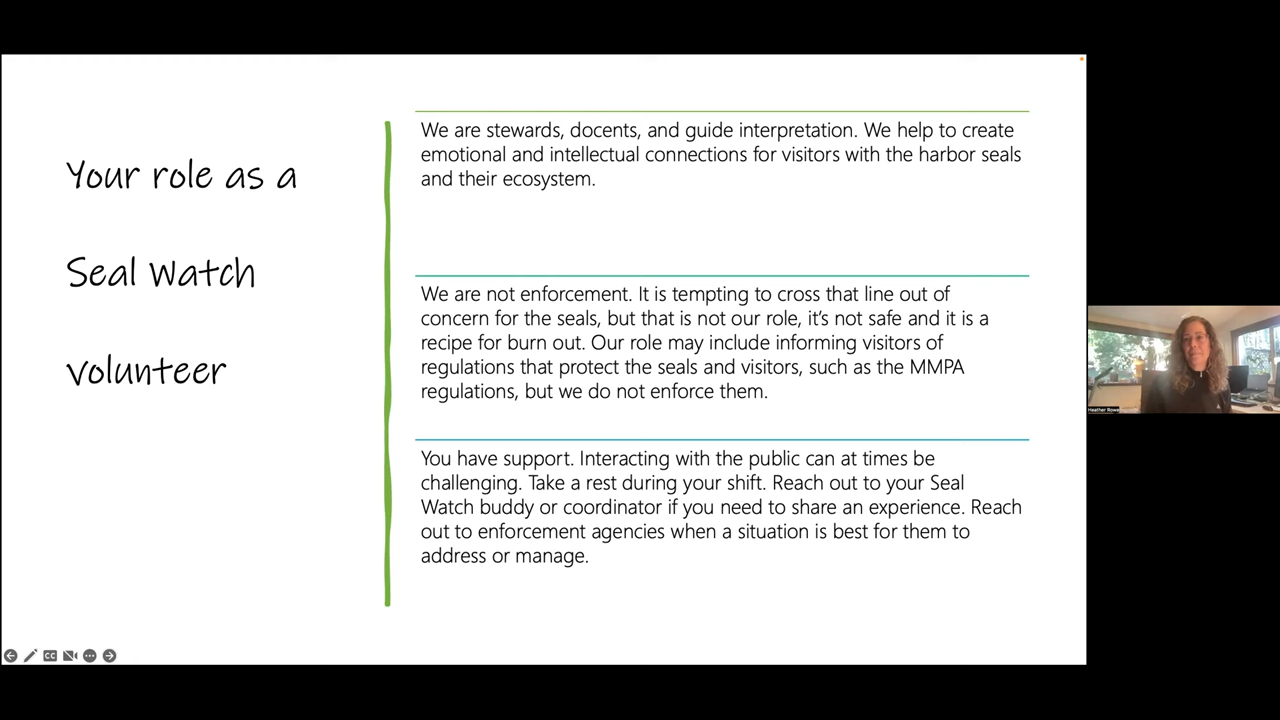 Your role as a
Seal Watch
volunteer
We are stewards, docents, and guide interpretation. We help to create
emotional and intellectual connections for visitors with the harbor seals
and their ecosystem.
We are not enforcement. It is tempting to cross that line out of
concern for the seals, but that is not our role, it’s not safe and it is a
recipe for burn out. Our role may include informing visitors of
regulations that protect the seals and visitors, such as the MMPA
regulations, but we do not enforce them.
You have support. Interacting with the public can at times be
challenging. Take a rest during your shift. Reach out to your Seal
Watch buddy or coordinator if you need to share an experience. Reach
out to enforcement agencies when a situation is best for them to
address or manage.
CC
Heather Rowe